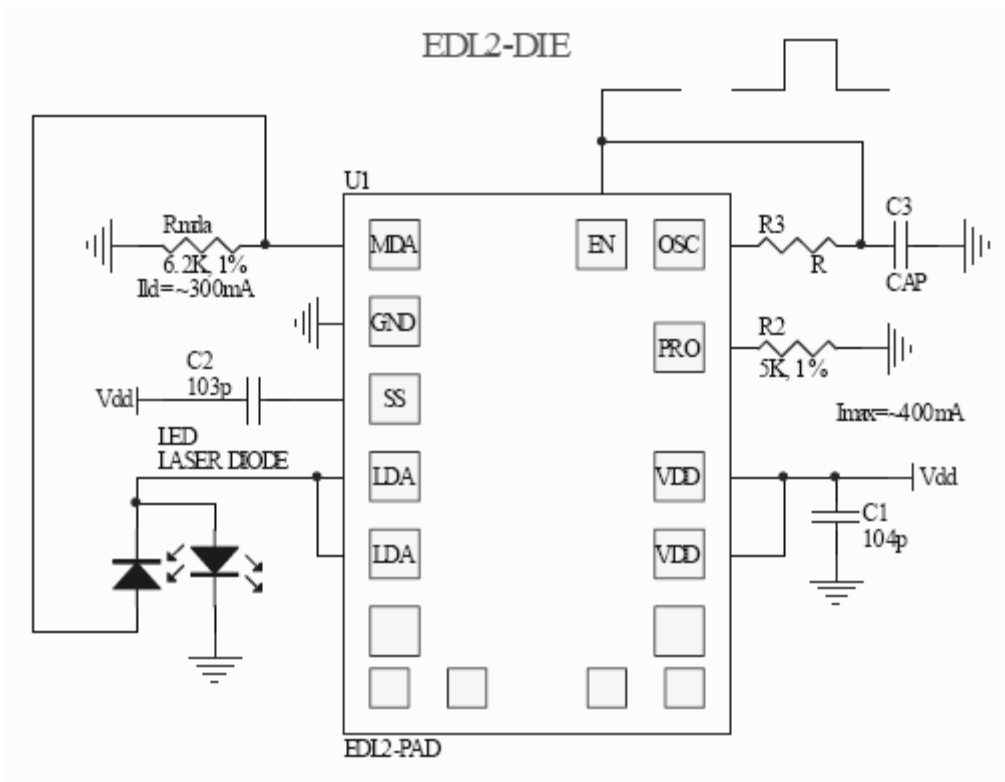 EDL2-DIE
U1
Rmda
6.2K, 1%
Ild=~300mA
MDA
EN
OSC
R3
R
C3
CAP
GND
PRO
R2
5K, 1%
Imax=~400mA
C2
103p
Vdd
SS
LED
LASER DIODE
LDA
VDD
Vdd
C1
104p
LDA
VDD
EDL2-PAD